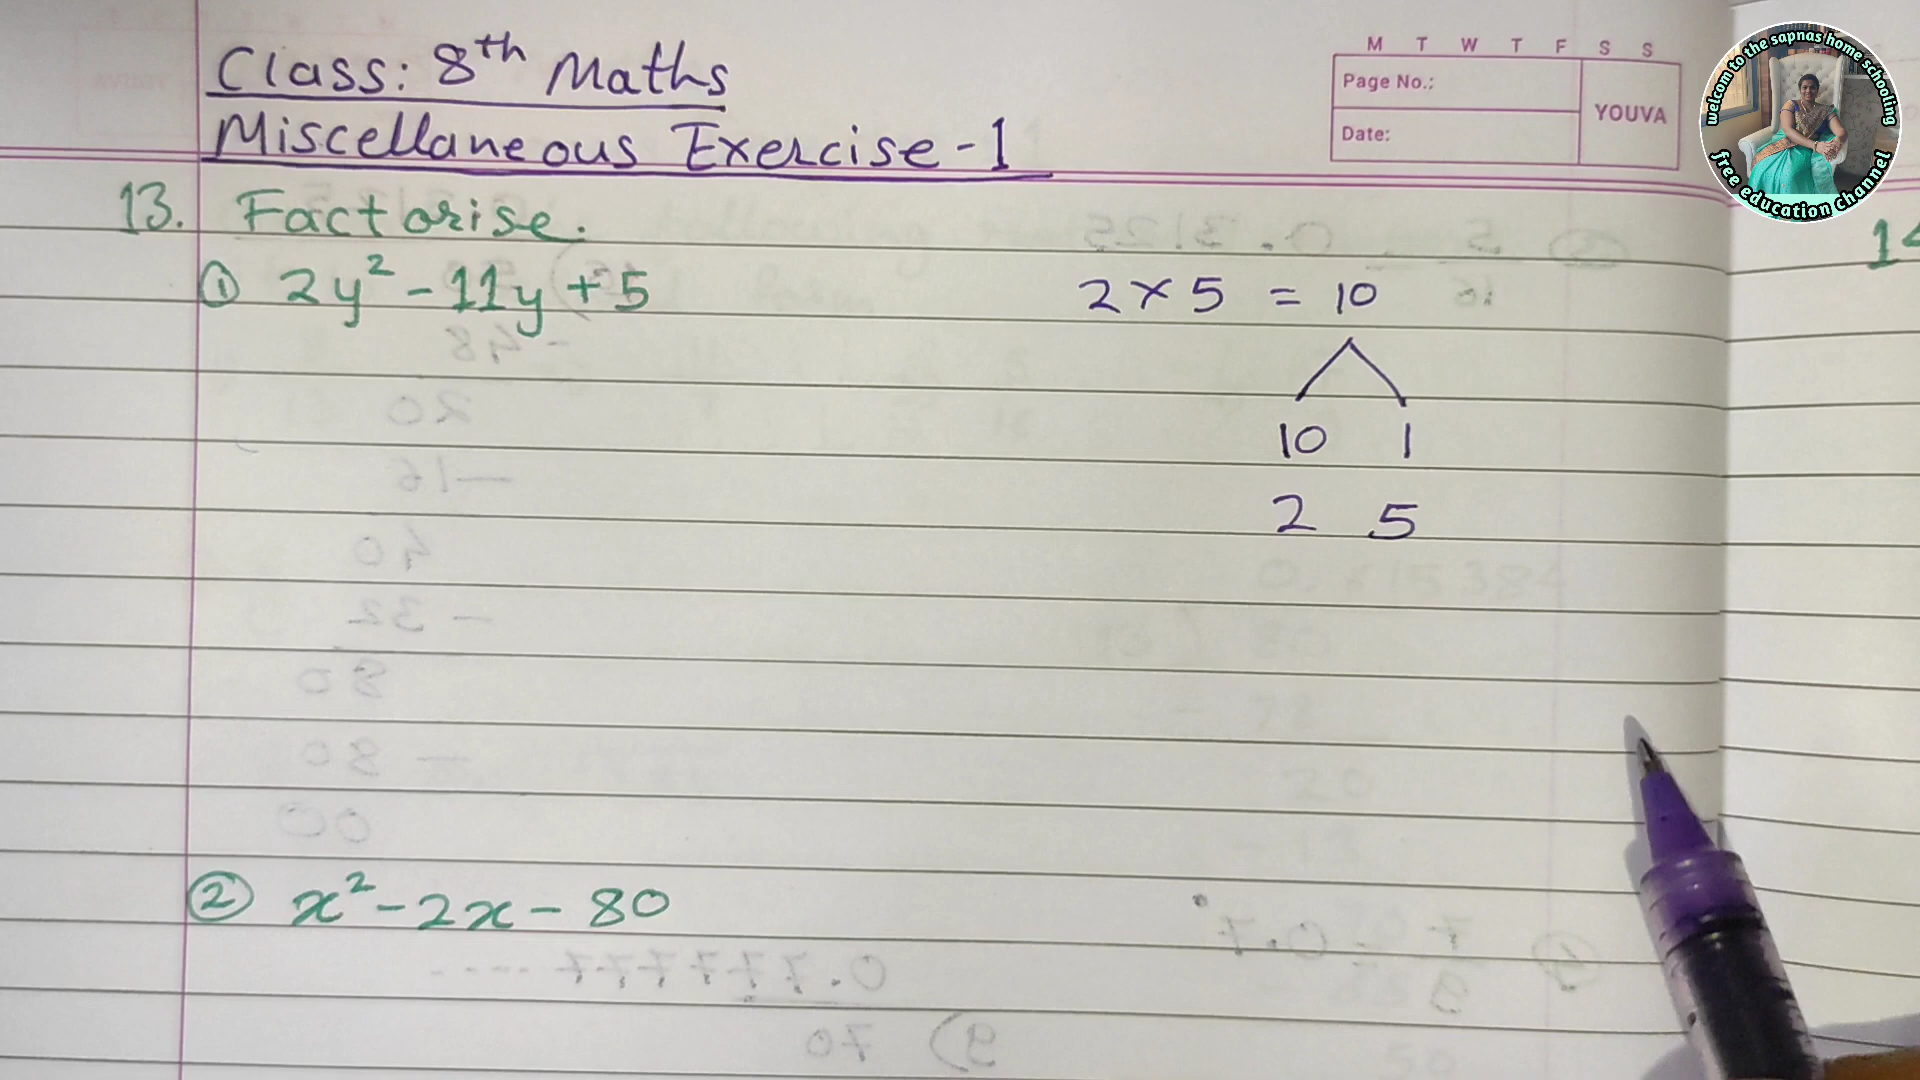 Class: 8th Maths
Miscellaneous Exercise-1
M T W T F S S
Page No.:
Date:
YOUVA
welcom to the sapnas home schooling
free education channel
13. Factorise.
① 2y² - 11y + 5
2 × 5 = 10
10 1
2 5
② x² - 2x - 80